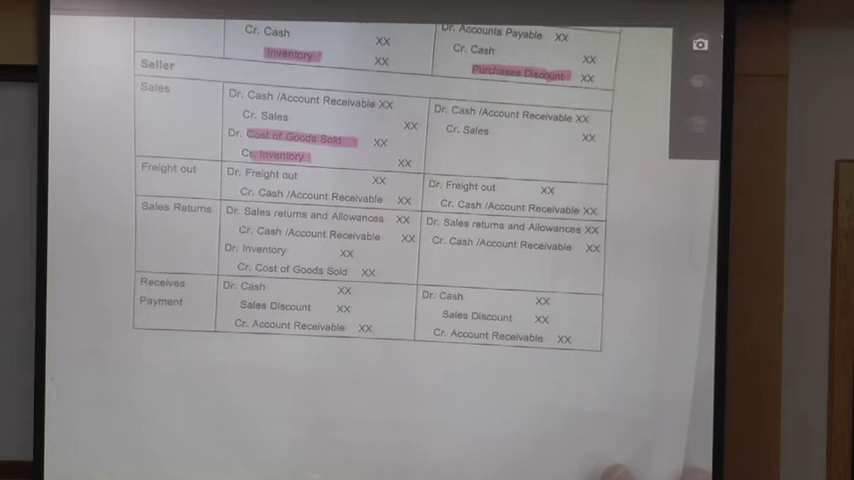 Cr. Cash XX
Inventory XX
Dr. Accounts Payable XX
Cr. Cash XX
Purchases Discount XX
Seller
Sales
Dr. Cash /Account Receivable XX
Cr. Sales XX
Dr. Cost of Goods Sold XX
Cr. Inventory XX
Dr. Cash /Account Receivable XX
Cr. Sales XX
Freight out
Dr. Freight out XX
Cr. Cash /Account Receivable XX
Dr. Freight out XX
Cr. Cash /Account Receivable XX
Sales Returns
Dr. Sales returns and Allowances XX
Cr. Cash /Account Receivable XX
Dr. Inventory XX
Cr. Cost of Goods Sold XX
Dr. Sales returns and Allowances XX
Cr. Cash /Account Receivable XX
Receives
Payment
Dr. Cash XX
Sales Discount XX
Cr. Account Receivable XX
Dr. Cash XX
Sales Discount XX
Cr. Account Receivable XX